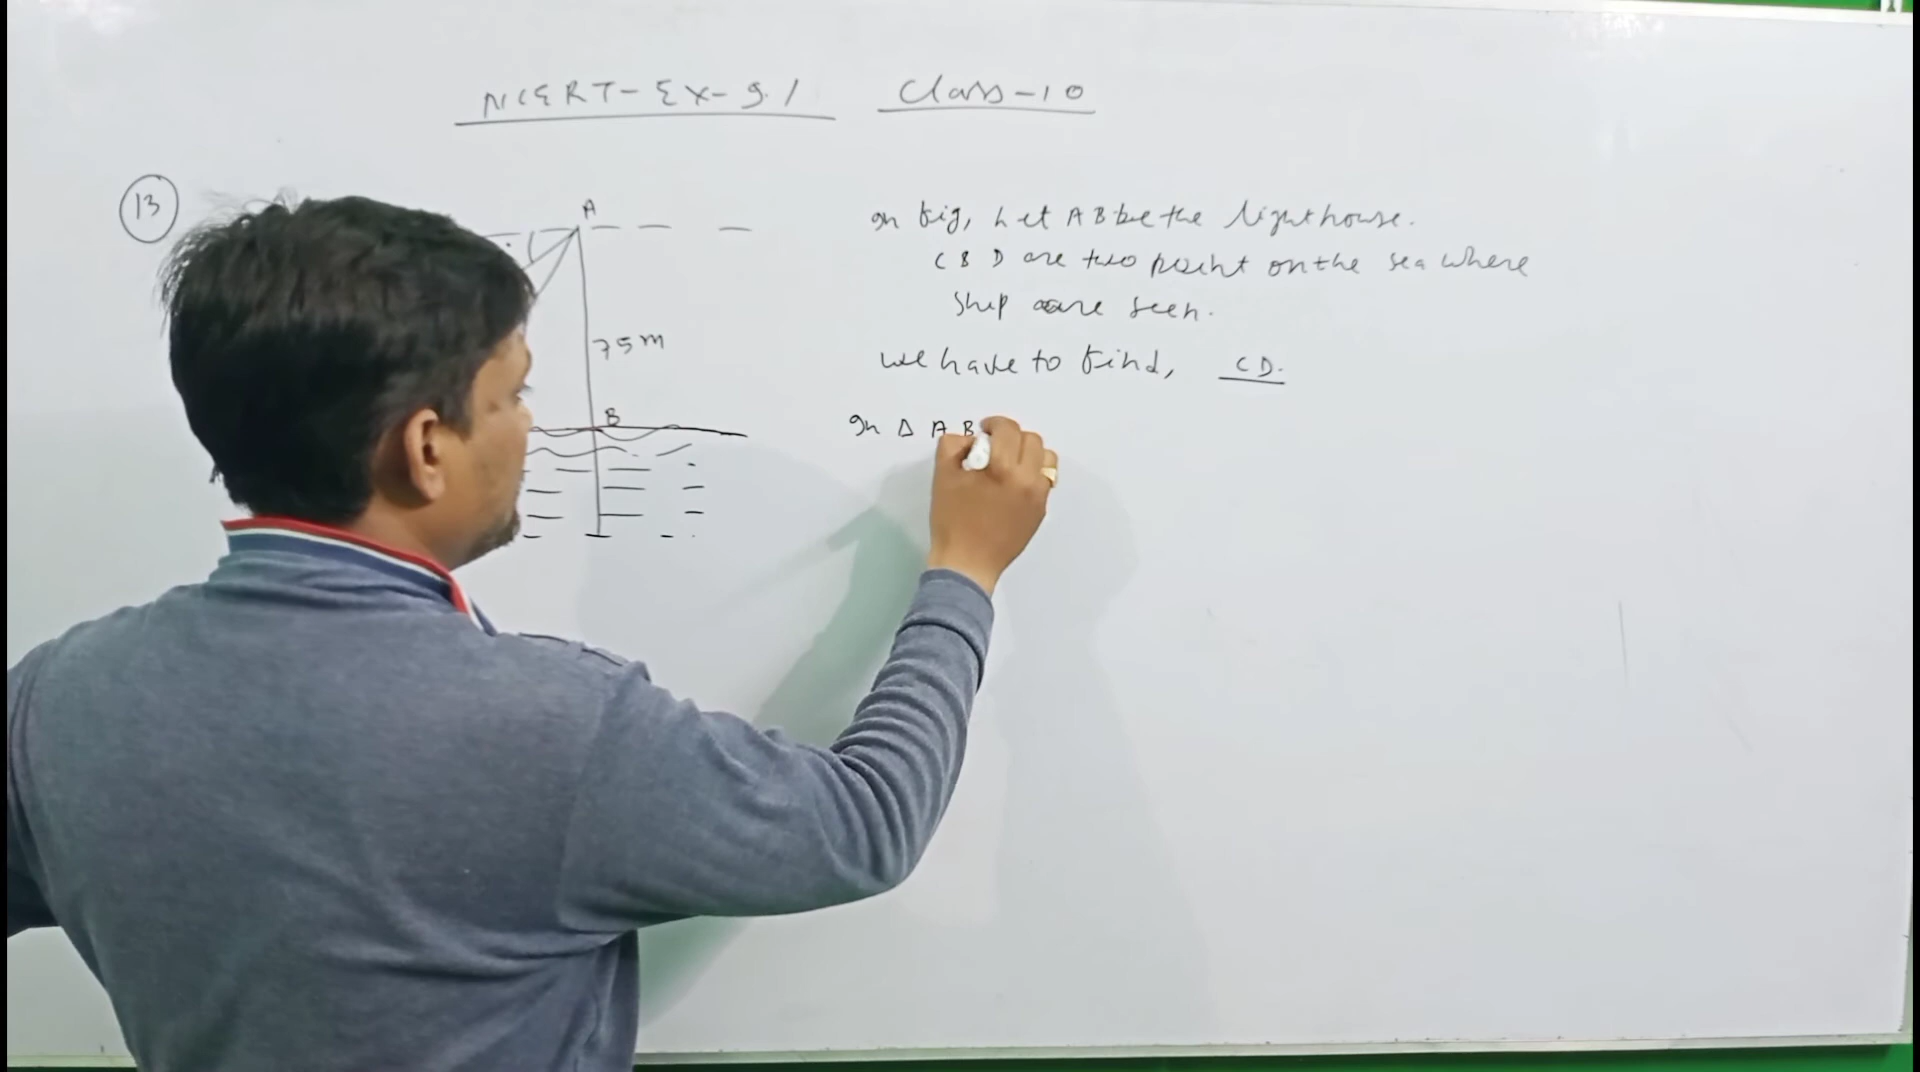 NCERT-Ex-9.1 Class-10
13
A
75m
B
In fig, Let AB be the lighthouse.
C & D are two point on the sea where
Ship are seen.
we have to find, CD.
In Δ AB